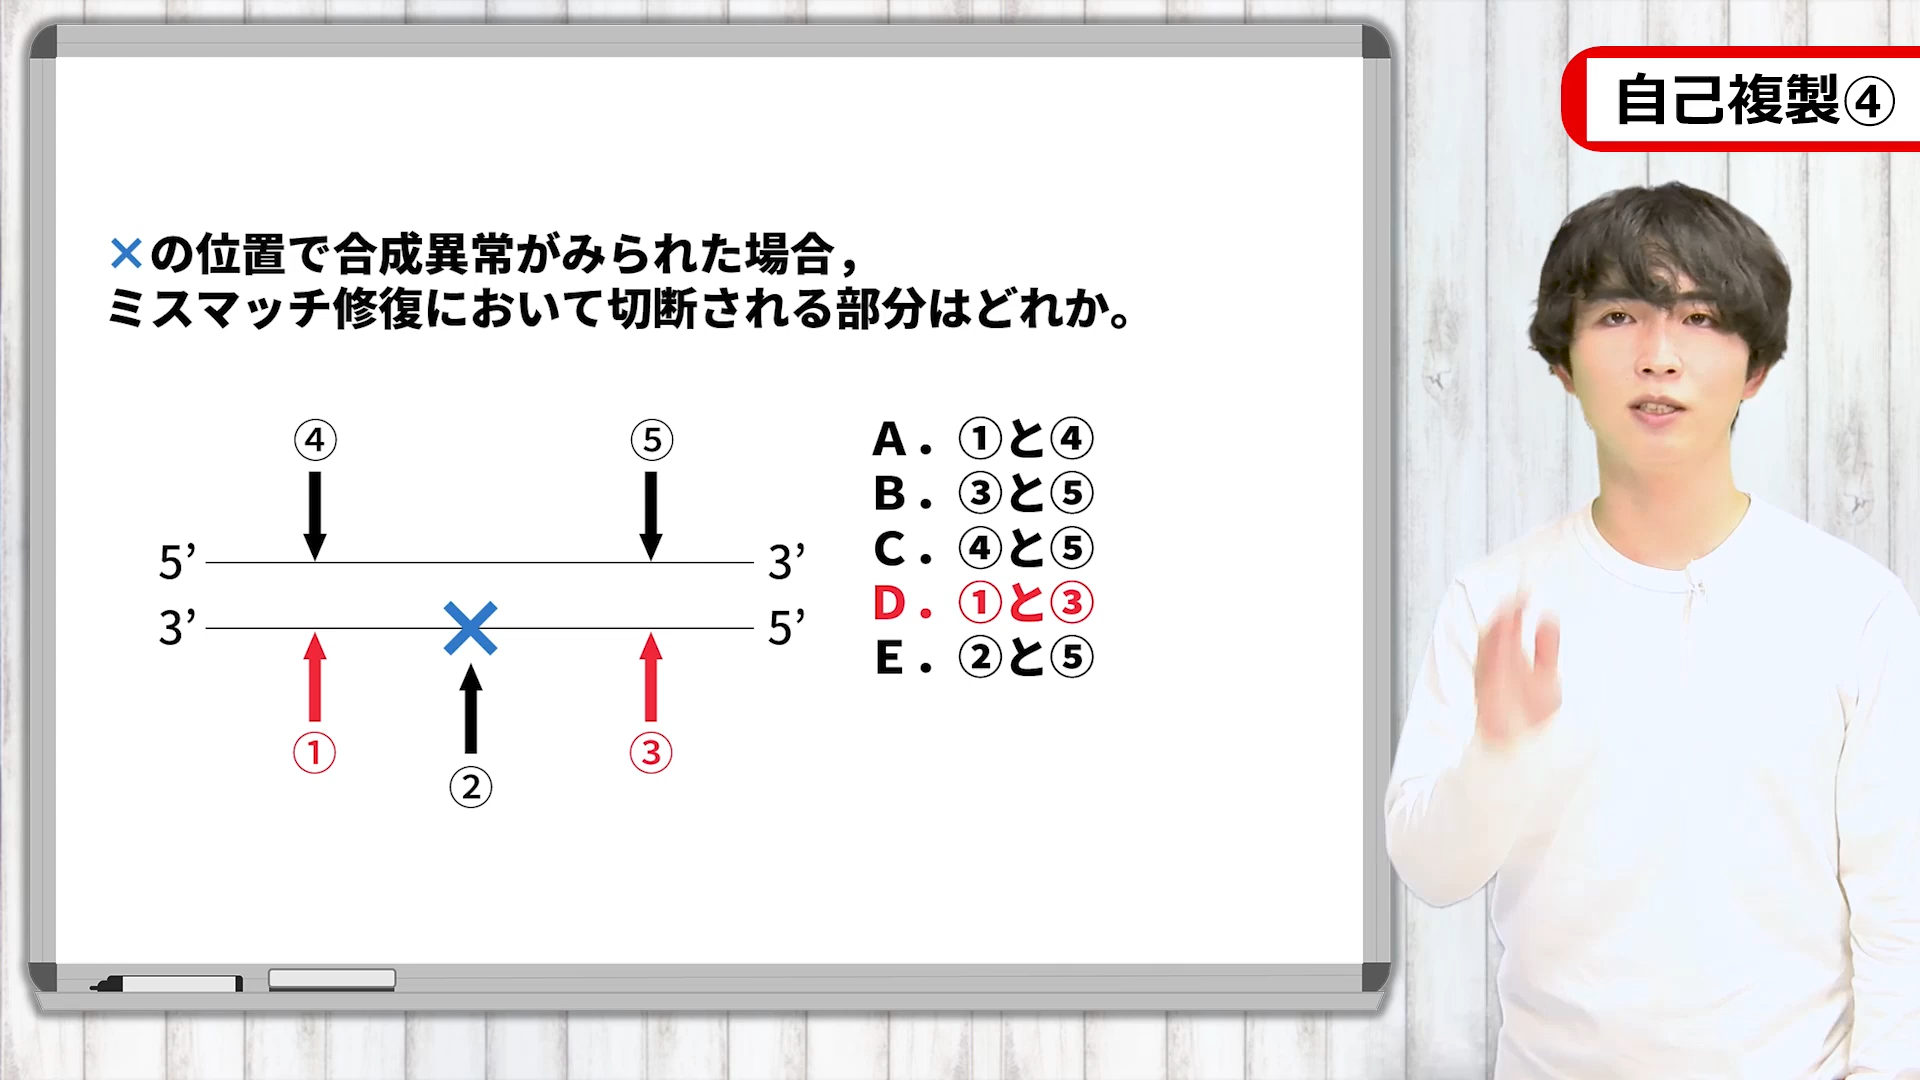 自己複製④
×の位置で合成異常がみられた場合，
ミスマッチ修復において切断される部分はどれか。
④ ⑤
5’ 3’
3’ 5’
① ③
②
A．①と④
B．③と⑤
C．④と⑤
D．①と③
E．②と⑤